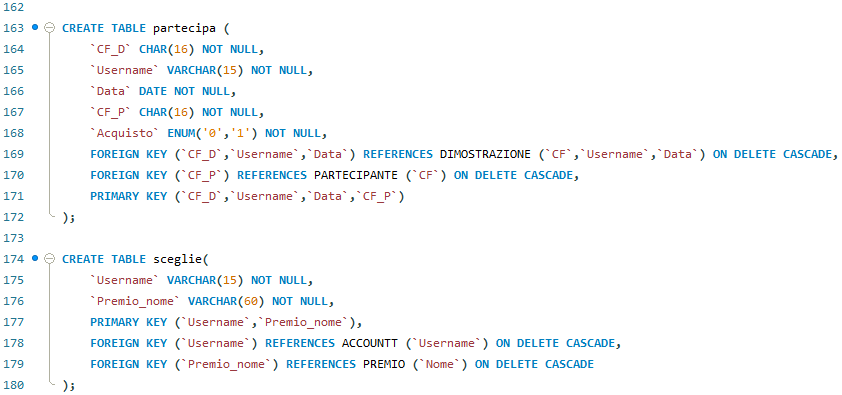 162
163 CREATE TABLE partecipa (
164 `CF_D` CHAR(16) NOT NULL,
165 `Username` VARCHAR(15) NOT NULL,
166 `Data` DATE NOT NULL,
167 `CF_P` CHAR(16) NOT NULL,
168 `Acquisto` ENUM('0','1') NOT NULL,
169 FOREIGN KEY (`CF_D`,`Username`,`Data`) REFERENCES DIMOSTRAZIONE (`CF`,`Username`,`Data`) ON DELETE CASCADE,
170 FOREIGN KEY (`CF_P`) REFERENCES PARTECIPANTE (`CF`) ON DELETE CASCADE,
171 PRIMARY KEY (`CF_D`,`Username`,`Data`,`CF_P`)
172 );
173
174 CREATE TABLE sceglie(
175 `Username` VARCHAR(15) NOT NULL,
176 `Premio_nome` VARCHAR(60) NOT NULL,
177 PRIMARY KEY (`Username`,`Premio_nome`),
178 FOREIGN KEY (`Username`) REFERENCES ACCOUNTT (`Username`) ON DELETE CASCADE,
179 FOREIGN KEY (`Premio_nome`) REFERENCES PREMIO (`Nome`) ON DELETE CASCADE
180 );